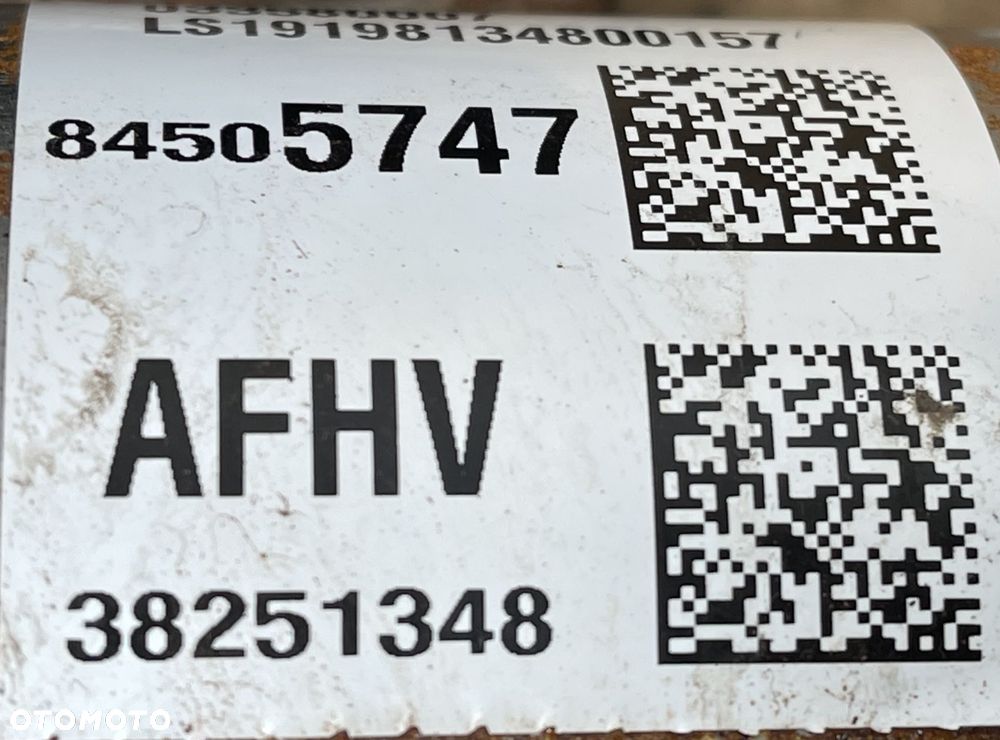 LS19198134800157
84505747
AFHV
38251348
OTOMOTO